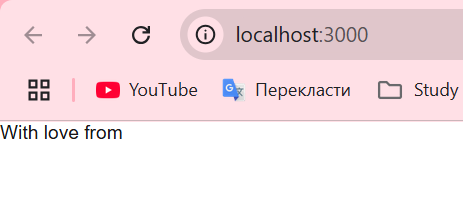 localhost:3000
YouTube
Перекласти
Study
With love from